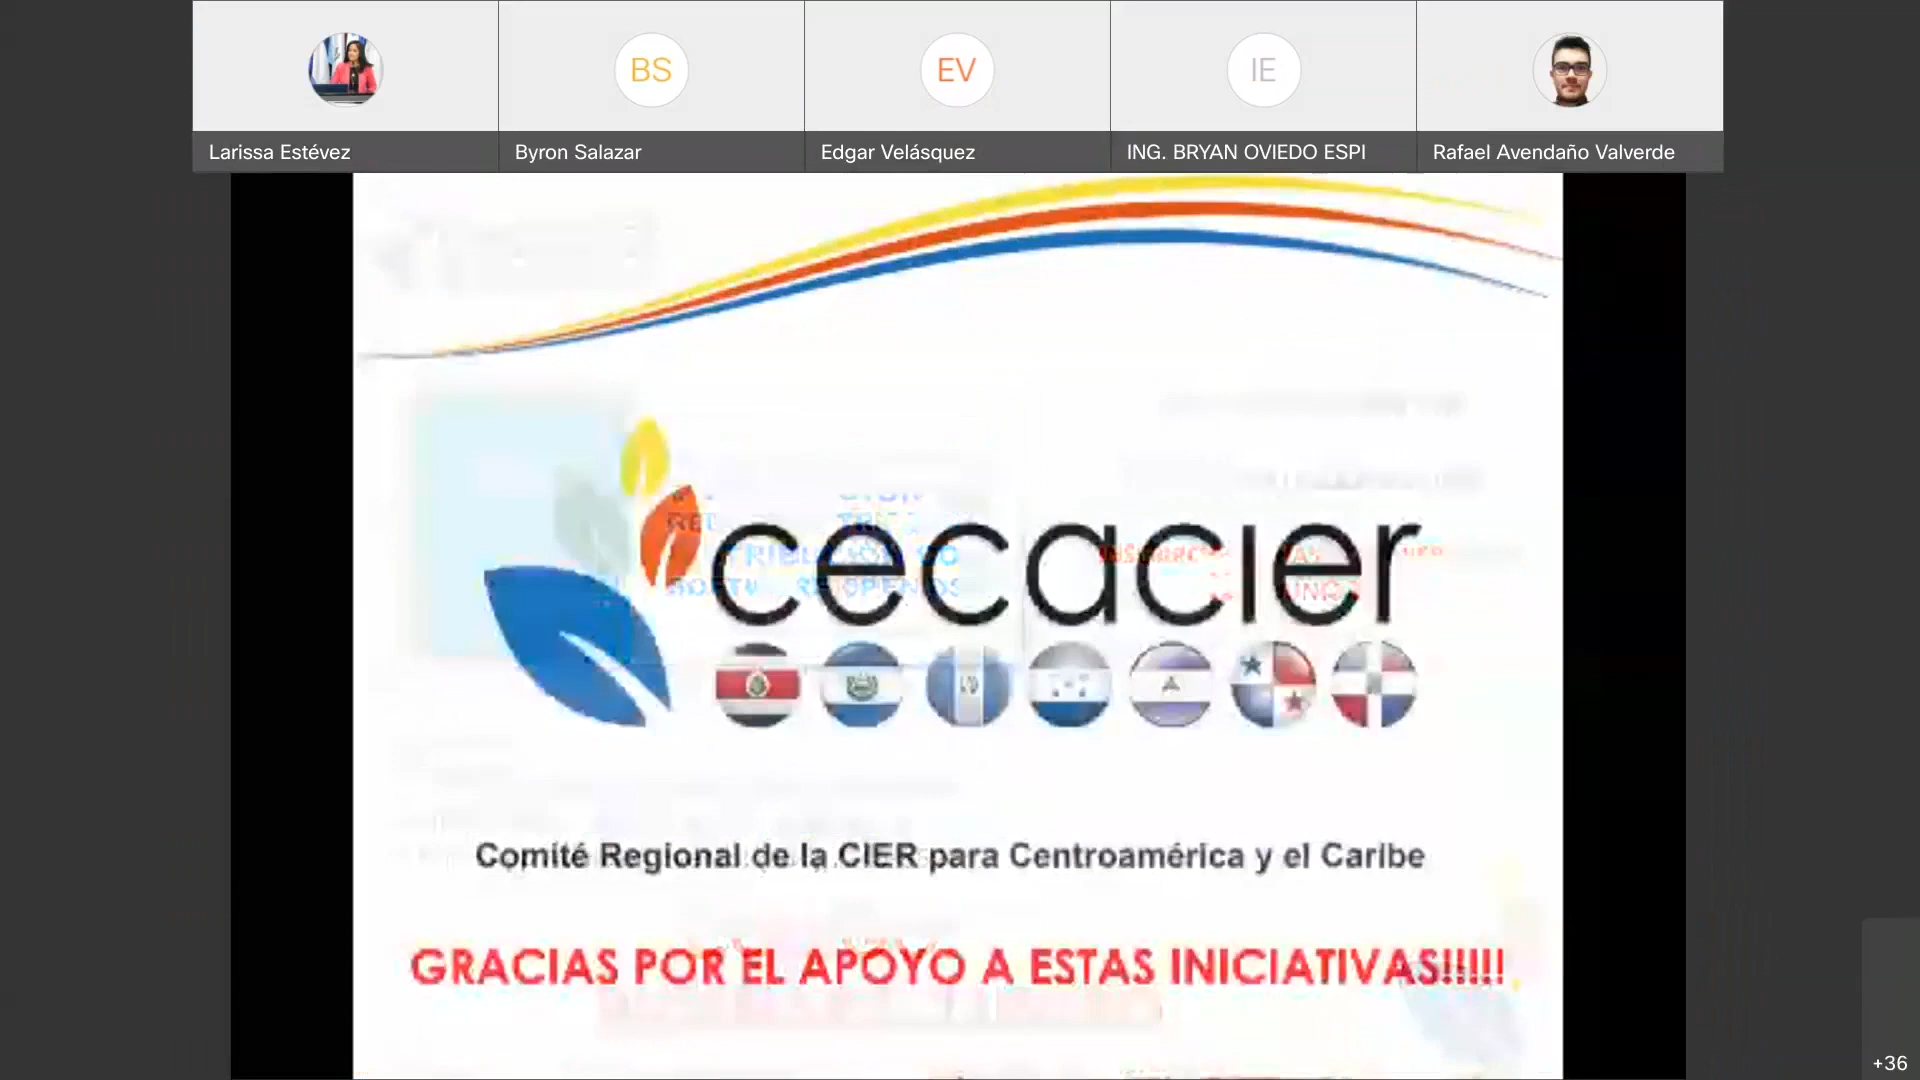 BS
EV
IE
Larissa Estévez
Byron Salazar
Edgar Velásquez
ING. BRYAN OVIEDO ESPI
Rafael Avendaño Valverde
cecacier
Comité Regional de la CIER para Centroamérica y el Caribe
GRACIAS POR EL APOYO A ESTAS INICIATIVAS!!!!!
+36